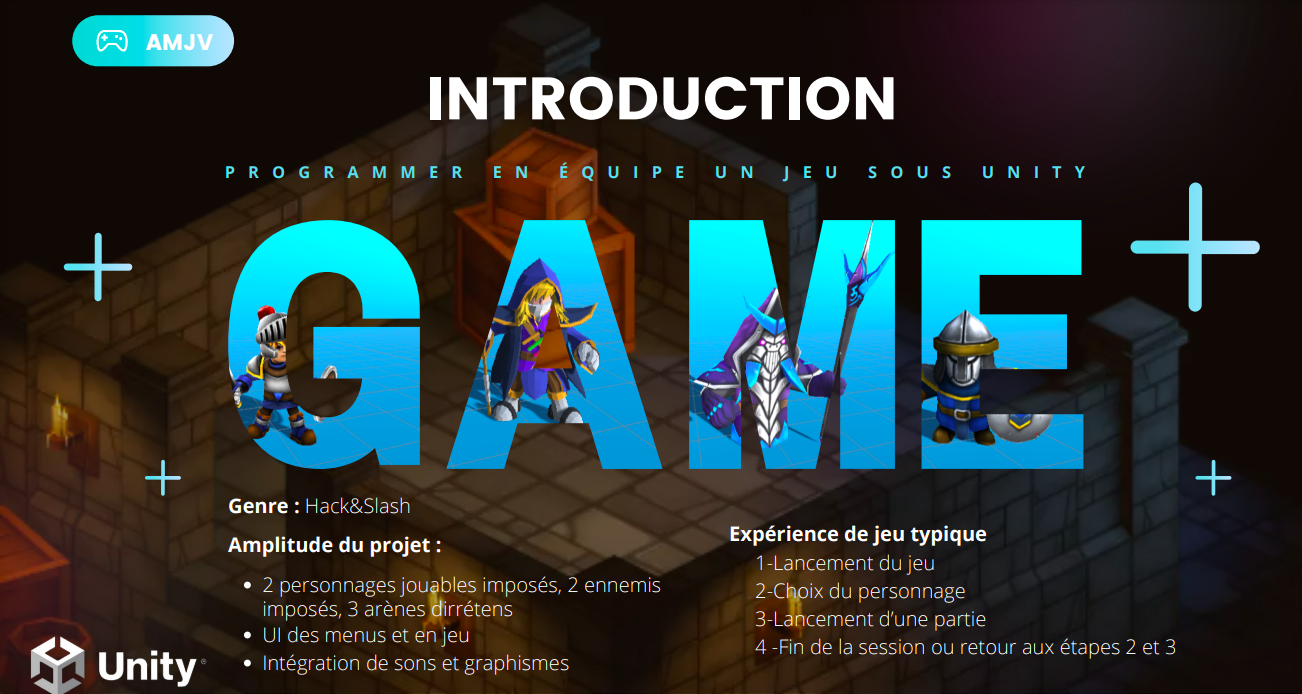 AMJV
INTRODUCTION
PROGRAMMER EN ÉQUIPE UN JEU SOUS UNITY
GAME
Genre : Hack&Slash
Amplitude du projet :
• 2 personnages jouables imposés, 2 ennemis
imposés, 3 arènes dirrétens
• UI des menus et en jeu
• Intégration de sons et graphismes
Expérience de jeu typique
1-Lancement du jeu
2-Choix du personnage
3-Lancement d’une partie
4 -Fin de la session ou retour aux étapes 2 et 3
Unity